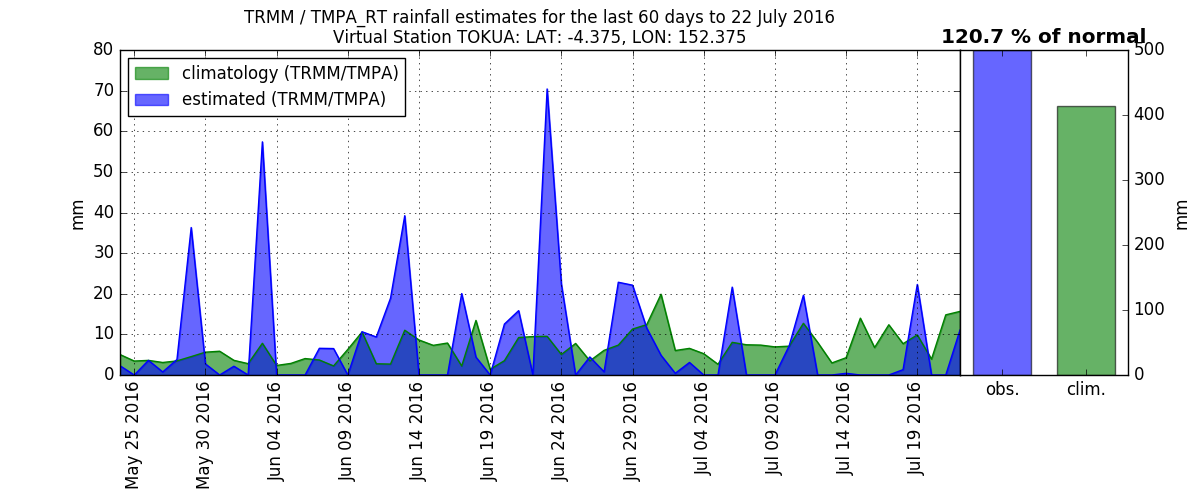 TRMM / TMPA_RT rainfall estimates for the last 60 days to 22 July 2016
Virtual Station TOKUA: LAT: -4.375, LON: 152.375
120.7 % of normal
climatology (TRMM/TMPA)
estimated (TRMM/TMPA)
80
70
60
50
40
30
20
10
0
mm
May 25 2016
May 30 2016
Jun 04 2016
Jun 09 2016
Jun 14 2016
Jun 19 2016
Jun 24 2016
Jun 29 2016
Jul 04 2016
Jul 09 2016
Jul 14 2016
Jul 19 2016
obs.
clim.
500
400
300
200
100
0
mm